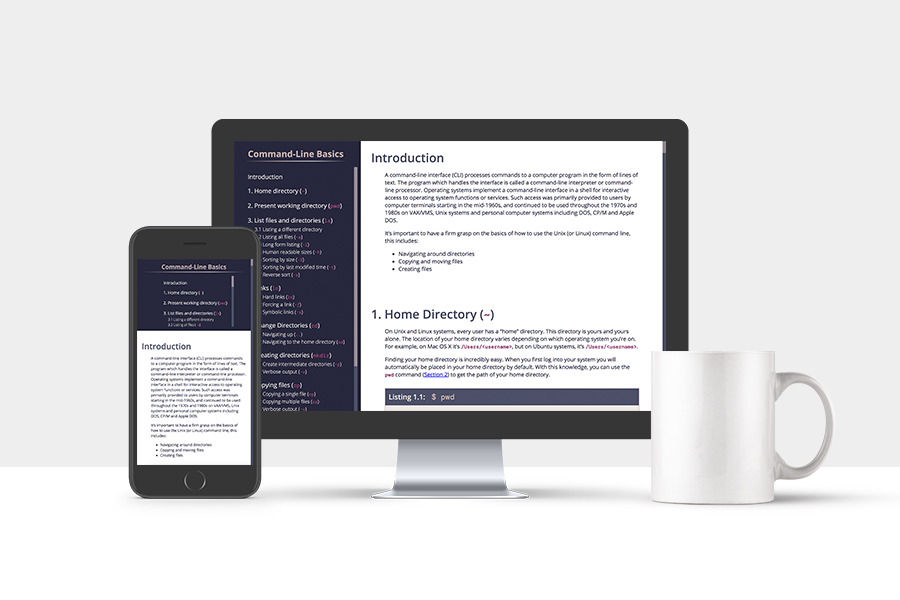 Command-Line Basics
Introduction
1. Home directory (~)
2. Present working directory (pwd)
3. List files and directories (ls)
3.1 Listing a different directory
3.2 Listing all files (-a)
Long form listing (-l)
Human readable sizes (-h)
Sorting by size (-S)
Sorting by last modified time (-t)
Reverse sort (-r)
ks (ln)
Hard links (ln)
Forcing a link (-f)
Symbolic links (-s)
ange Directories (cd)
Navigating up (..)
Navigating to the home directory (cd)
eating directories (mkdir)
Create intermediate directories (-p)
Verbose output (-v)
pying files (cp)
Copying a single file (cp)
Copying multiple files (cp)
Verbose output (-v)
Introduction
A command-line interface (CLI) processes commands to a computer program in the form of lines of
text. The program which handles the interface is called a command-line interpreter or command-
line processor. Operating systems implement a command-line interface in a shell for interactive
access to operating system functions or services. Such access was primarily provided to users by
computer terminals starting in the mid-1960s, and continued to be used throughout the 1970s and
1980s on VAX/VMS, Unix systems and personal computer systems including DOS, CP/M and Apple
DOS.
It's important to have a firm grasp on the basics of how to use the Unix (or Linux) command line,
this includes:
• Navigating around directories
• Copying and moving files
• Creating files
1. Home Directory (~)
On Unix and Linux systems, every user has a "home" directory. This directory is yours and yours
alone. The location of your home directory varies depending on which operating system you're on.
For example, on Mac OS X it's /Users/<username>, but on Ubuntu systems, it's /Users/<username>.
Finding your home directory is incredibly easy. When you first log into your system you will
automatically be placed in your home directory by default. With this knowledge, you can use the
pwd command (Section 2) to get the path of your home directory.
Listing 1.1: $ pwd
Command-Line Basics
Introduction
1. Home directory (~)
2. Present working directory (pwd)
3. List files and directories (ls)
3.1 Listing a different directory
3.2 Listing all files (-a)
Introduction
A command-line interface (CLI) processes commands
to a computer program in the form of lines of text. The
program which handles the interface is called a
command-line interpreter or command-line processor.
Operating systems implement a command-line
interface in a shell for interactive access to operating
system functions or services. Such access was
primarily provided to users by computer terminals
starting in the mid-1960s, and continued to be used
throughout the 1970s and 1980s on VAX/VMS, Unix
systems and personal computer systems including
DOS, CP/M and Apple DOS.
It's important to have a firm grasp on the basics of
how to use the Unix (or Linux) command line, this
includes:
• Navigating around directories
• Copying and moving files
• Creating files